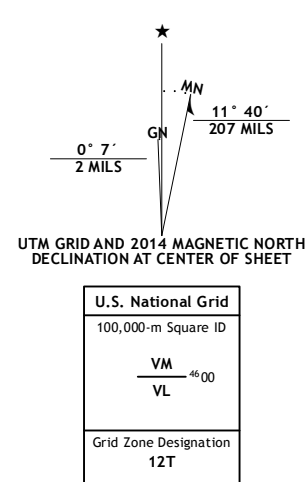 ★
MN
11° 40´
207 MILS
GN
0° 7´
2 MILS
UTM GRID AND 2014 MAGNETIC NORTH
DECLINATION AT CENTER OF SHEET
U.S. National Grid
100,000-m Square ID
VM
4600
VL
Grid Zone Designation
12T